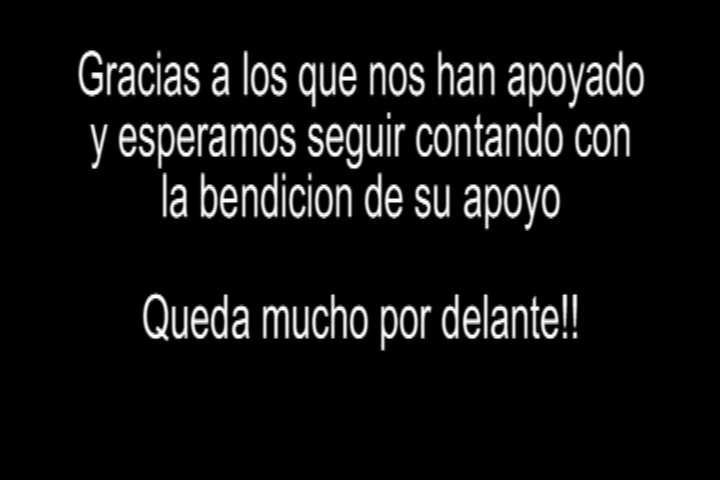 Gracias a los que nos han apoyado
y esperamos seguir contando con
la bendicion de su apoyo
Queda mucho por delante!!